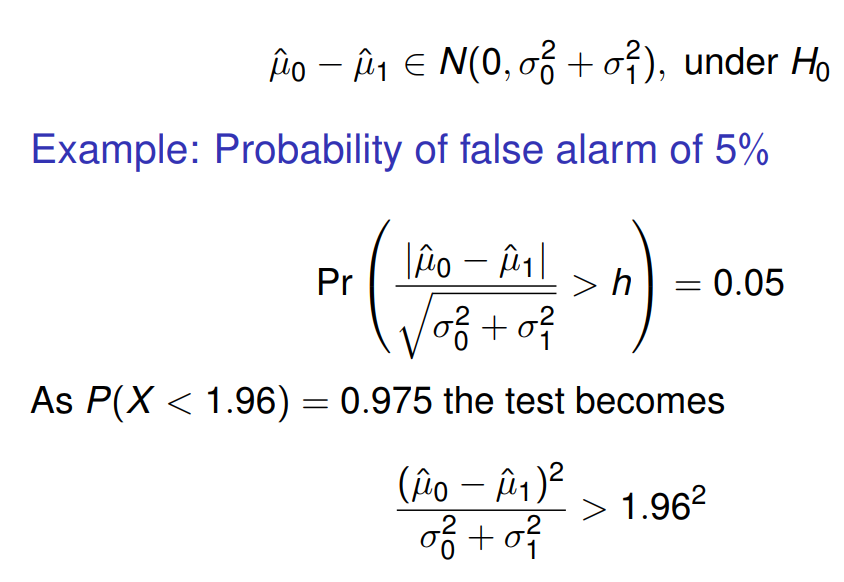 μ̂₀ − μ̂₁ ∈ N(0, σ₀² + σ₁²), under H₀
Example: Probability of false alarm of 5%
Pr( |μ̂₀ − μ̂₁| / √(σ₀² + σ₁²) > h ) = 0.05
As P(X < 1.96) = 0.975 the test becomes
(μ̂₀ − μ̂₁)² / (σ₀² + σ₁²) > 1.96²